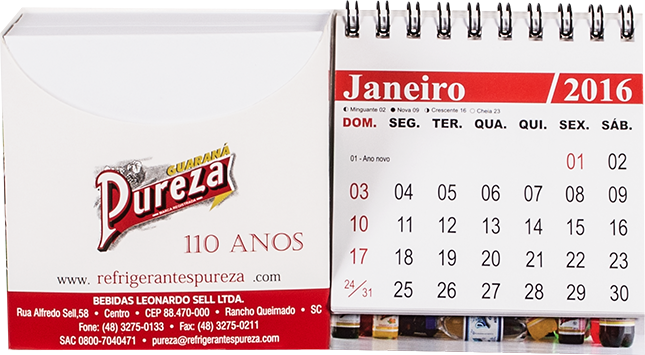 GUARANÁ
Pureza
MARCA REGISTRADA
110 ANOS
www. refrigerantespureza .com
BEBIDAS LEONARDO SELL LTDA.
Rua Alfredo Sell,58 • Centro • CEP 88.470-000 • Rancho Queimado • SC
Fone: (48) 3275-0133 • Fax: (48) 3275-0211
SAC 0800-7040471 • pureza@refrigerantespureza.com
Janeiro / 2016
Minguante 02 Nova 09 Crescente 16 Cheia 23
DOM. SEG. TER. QUA. QUI. SEX. SÁB.
01 - Ano novo 01 02
03 04 05 06 07 08 09
10 11 12 13 14 15 16
17 18 19 20 21 22 23
24/31 25 26 27 28 29 30